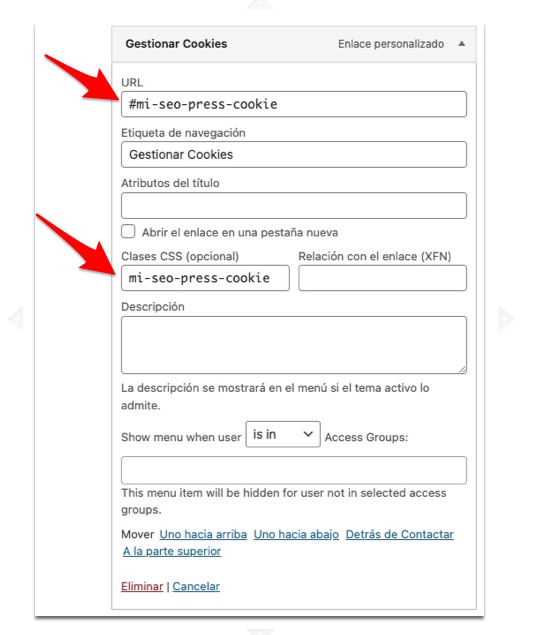 Gestionar Cookies Enlace personalizado
URL
#mi-seo-press-cookie
Etiqueta de navegación
Gestionar Cookies
Atributos del título
Abrir el enlace en una pestaña nueva
Clases CSS (opcional) Relación con el enlace (XFN)
mi-seo-press-cookie
Descripción
La descripción se mostrará en el menú si el tema activo lo
admite.
Show menu when user is in Access Groups:
This menu item will be hidden for user not in selected access
groups.
Mover Uno hacia arriba Uno hacia abajo Detrás de Contactar
A la parte superior
Eliminar | Cancelar